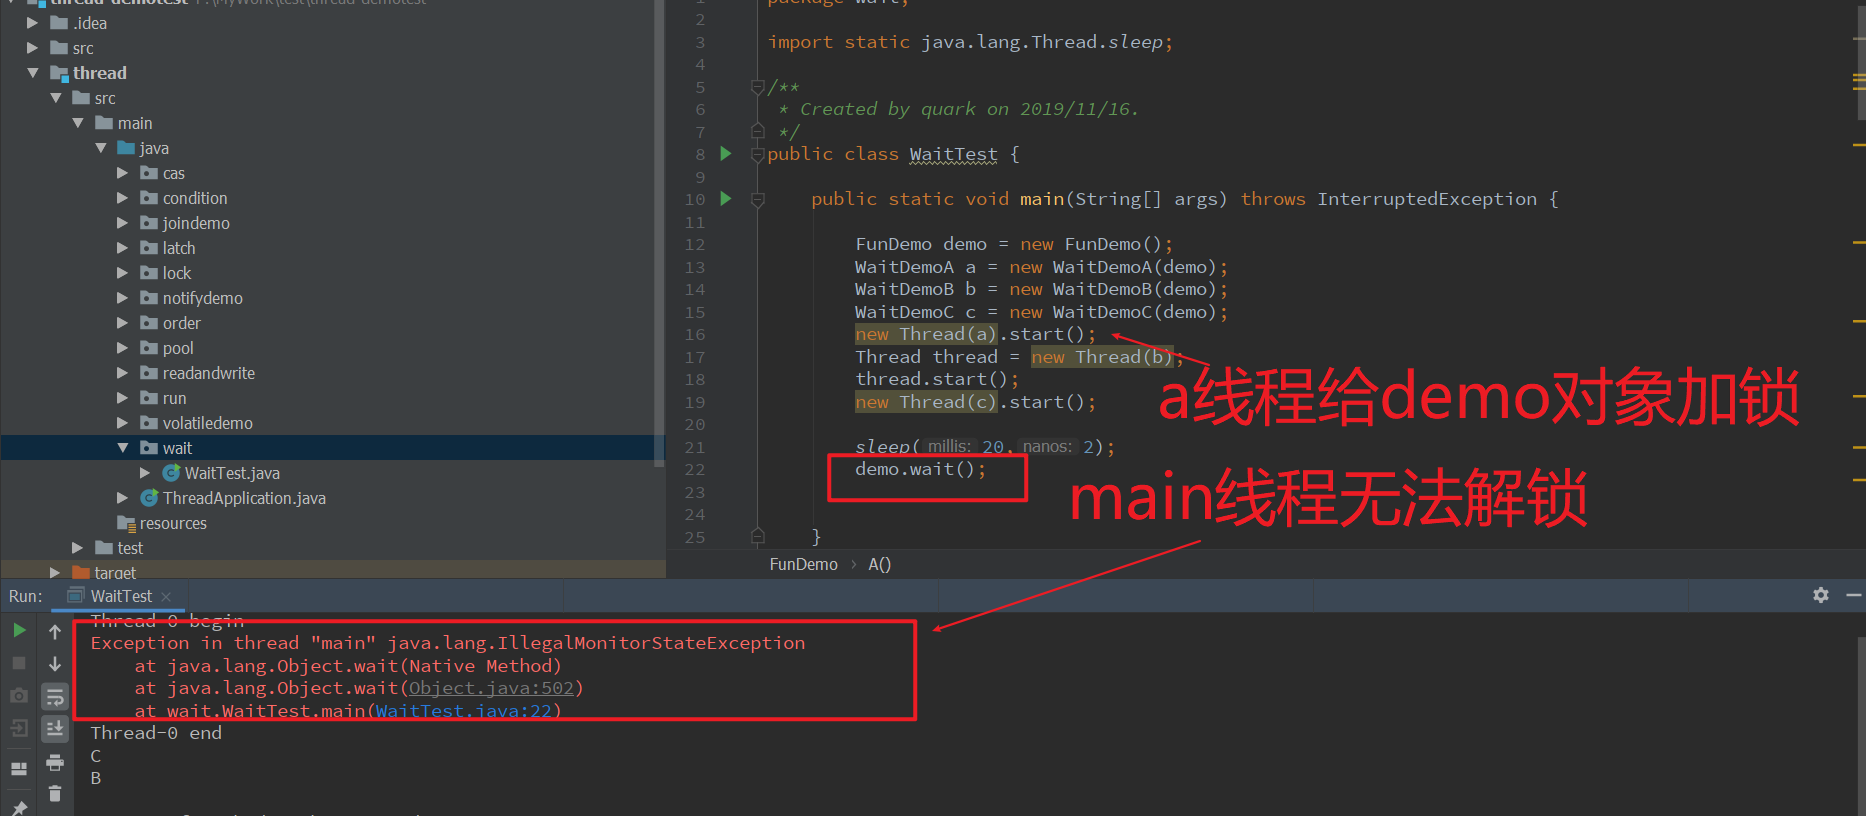 thread-demotest F:\MyWork\test\thread-demotest
.idea
src
thread
src
main
java
cas
condition
joindemo
latch
lock
notifydemo
order
pool
readandwrite
run
volatiledemo
wait
WaitTest.java
ThreadApplication.java
resources
test
target
1 package wait;
2
3 import static java.lang.Thread.sleep;
4
5 /**
6 * Created by quark on 2019/11/16.
7 */
8 public class WaitTest {
9
10 public static void main(String[] args) throws InterruptedException {
11
12 FunDemo demo = new FunDemo();
13 WaitDemoA a = new WaitDemoA(demo);
14 WaitDemoB b = new WaitDemoB(demo);
15 WaitDemoC c = new WaitDemoC(demo);
16 new Thread(a).start();
17 Thread thread = new Thread(b);
18 thread.start();
19 new Thread(c).start();
20
21 sleep( millis: 20, nanos: 2);
22 demo.wait();
23
24
25 }
a线程给demo对象加锁
main线程无法解锁
FunDemo › A()
Run: WaitTest ×
Thread-0 begin
Exception in thread "main" java.lang.IllegalMonitorStateException
at java.lang.Object.wait(Native Method)
at java.lang.Object.wait(Object.java:502)
at wait.WaitTest.main(WaitTest.java:22)
Thread-0 end
C
B